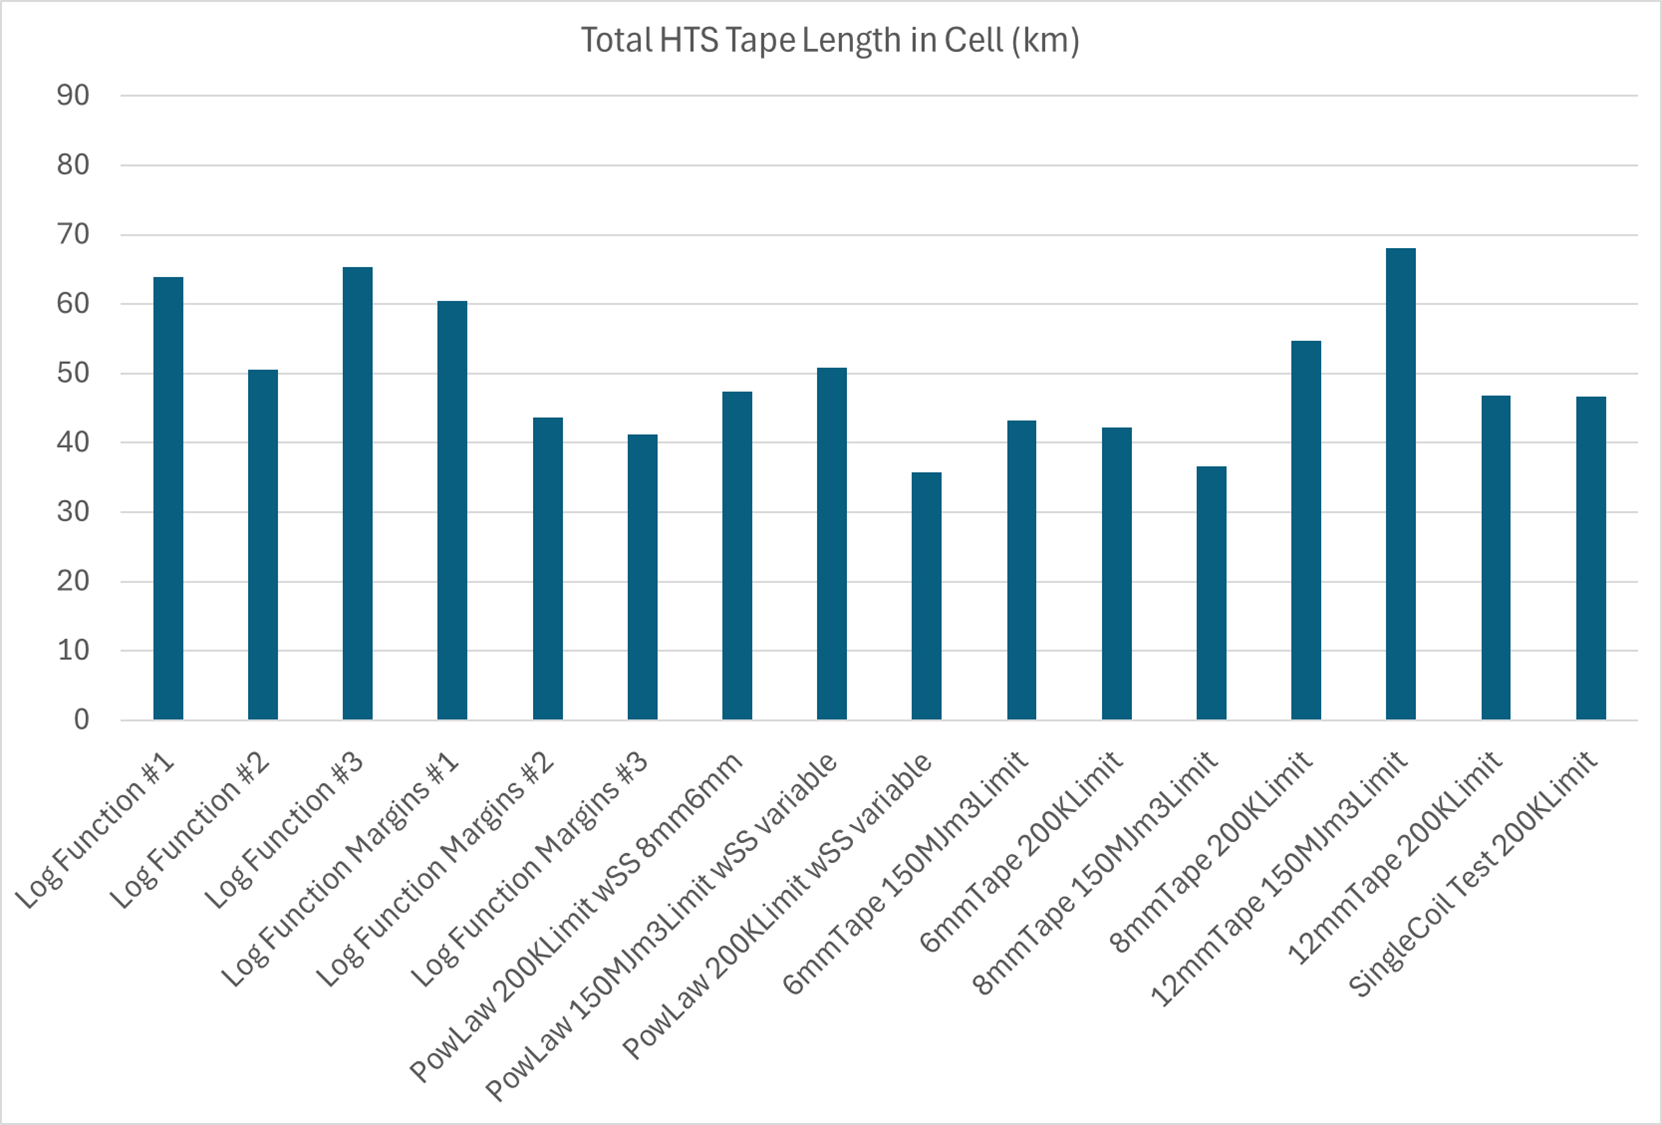 Total HTS Tape Length in Cell (km)
90
80
70
60
50
40
30
20
10
0
Log Function #1
Log Function #2
Log Function #3
Log Function Margins #1
Log Function Margins #2
Log Function Margins #3
PowLaw 200KLimit wSS 8mm6mm
PowLaw 150MJm3Limit wSS variable
PowLaw 200KLimit wSS variable
6mmTape 150MJm3Limit
6mmTape 200KLimit
8mmTape 150MJm3Limit
8mmTape 200KLimit
12mmTape 150MJm3Limit
12mmTape 200KLimit
SingleCoil Test 200KLimit